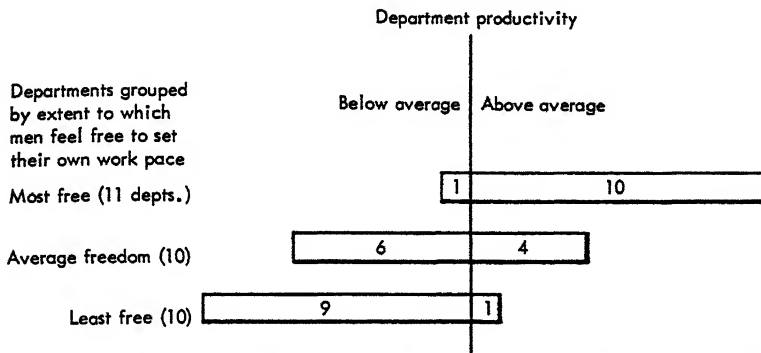 Department productivity
Departments grouped
by extent to which
men feel free to set
their own work pace
Below average
Above average
Most free (11 depts.)
1
10
Average freedom (10)
6
4
Least free (10)
9
1